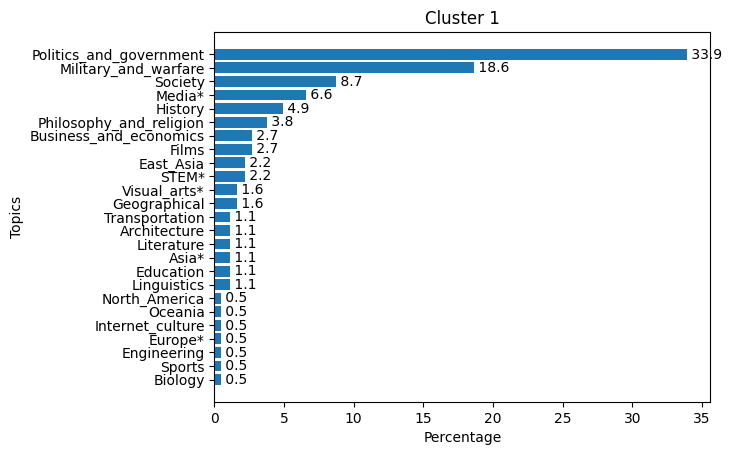 Cluster 1
Topics
Politics_and_government 33.9
Military_and_warfare 18.6
Society 8.7
Media* 6.6
History 4.9
Philosophy_and_religion 3.8
Business_and_economics 2.7
Films 2.7
East_Asia 2.2
STEM* 2.2
Visual_arts* 1.6
Geographical 1.6
Transportation 1.1
Architecture 1.1
Literature 1.1
Asia* 1.1
Education 1.1
Linguistics 1.1
North_America 0.5
Oceania 0.5
Internet_culture 0.5
Europe* 0.5
Engineering 0.5
Sports 0.5
Biology 0.5
0 5 10 15 20 25 30 35
Percentage